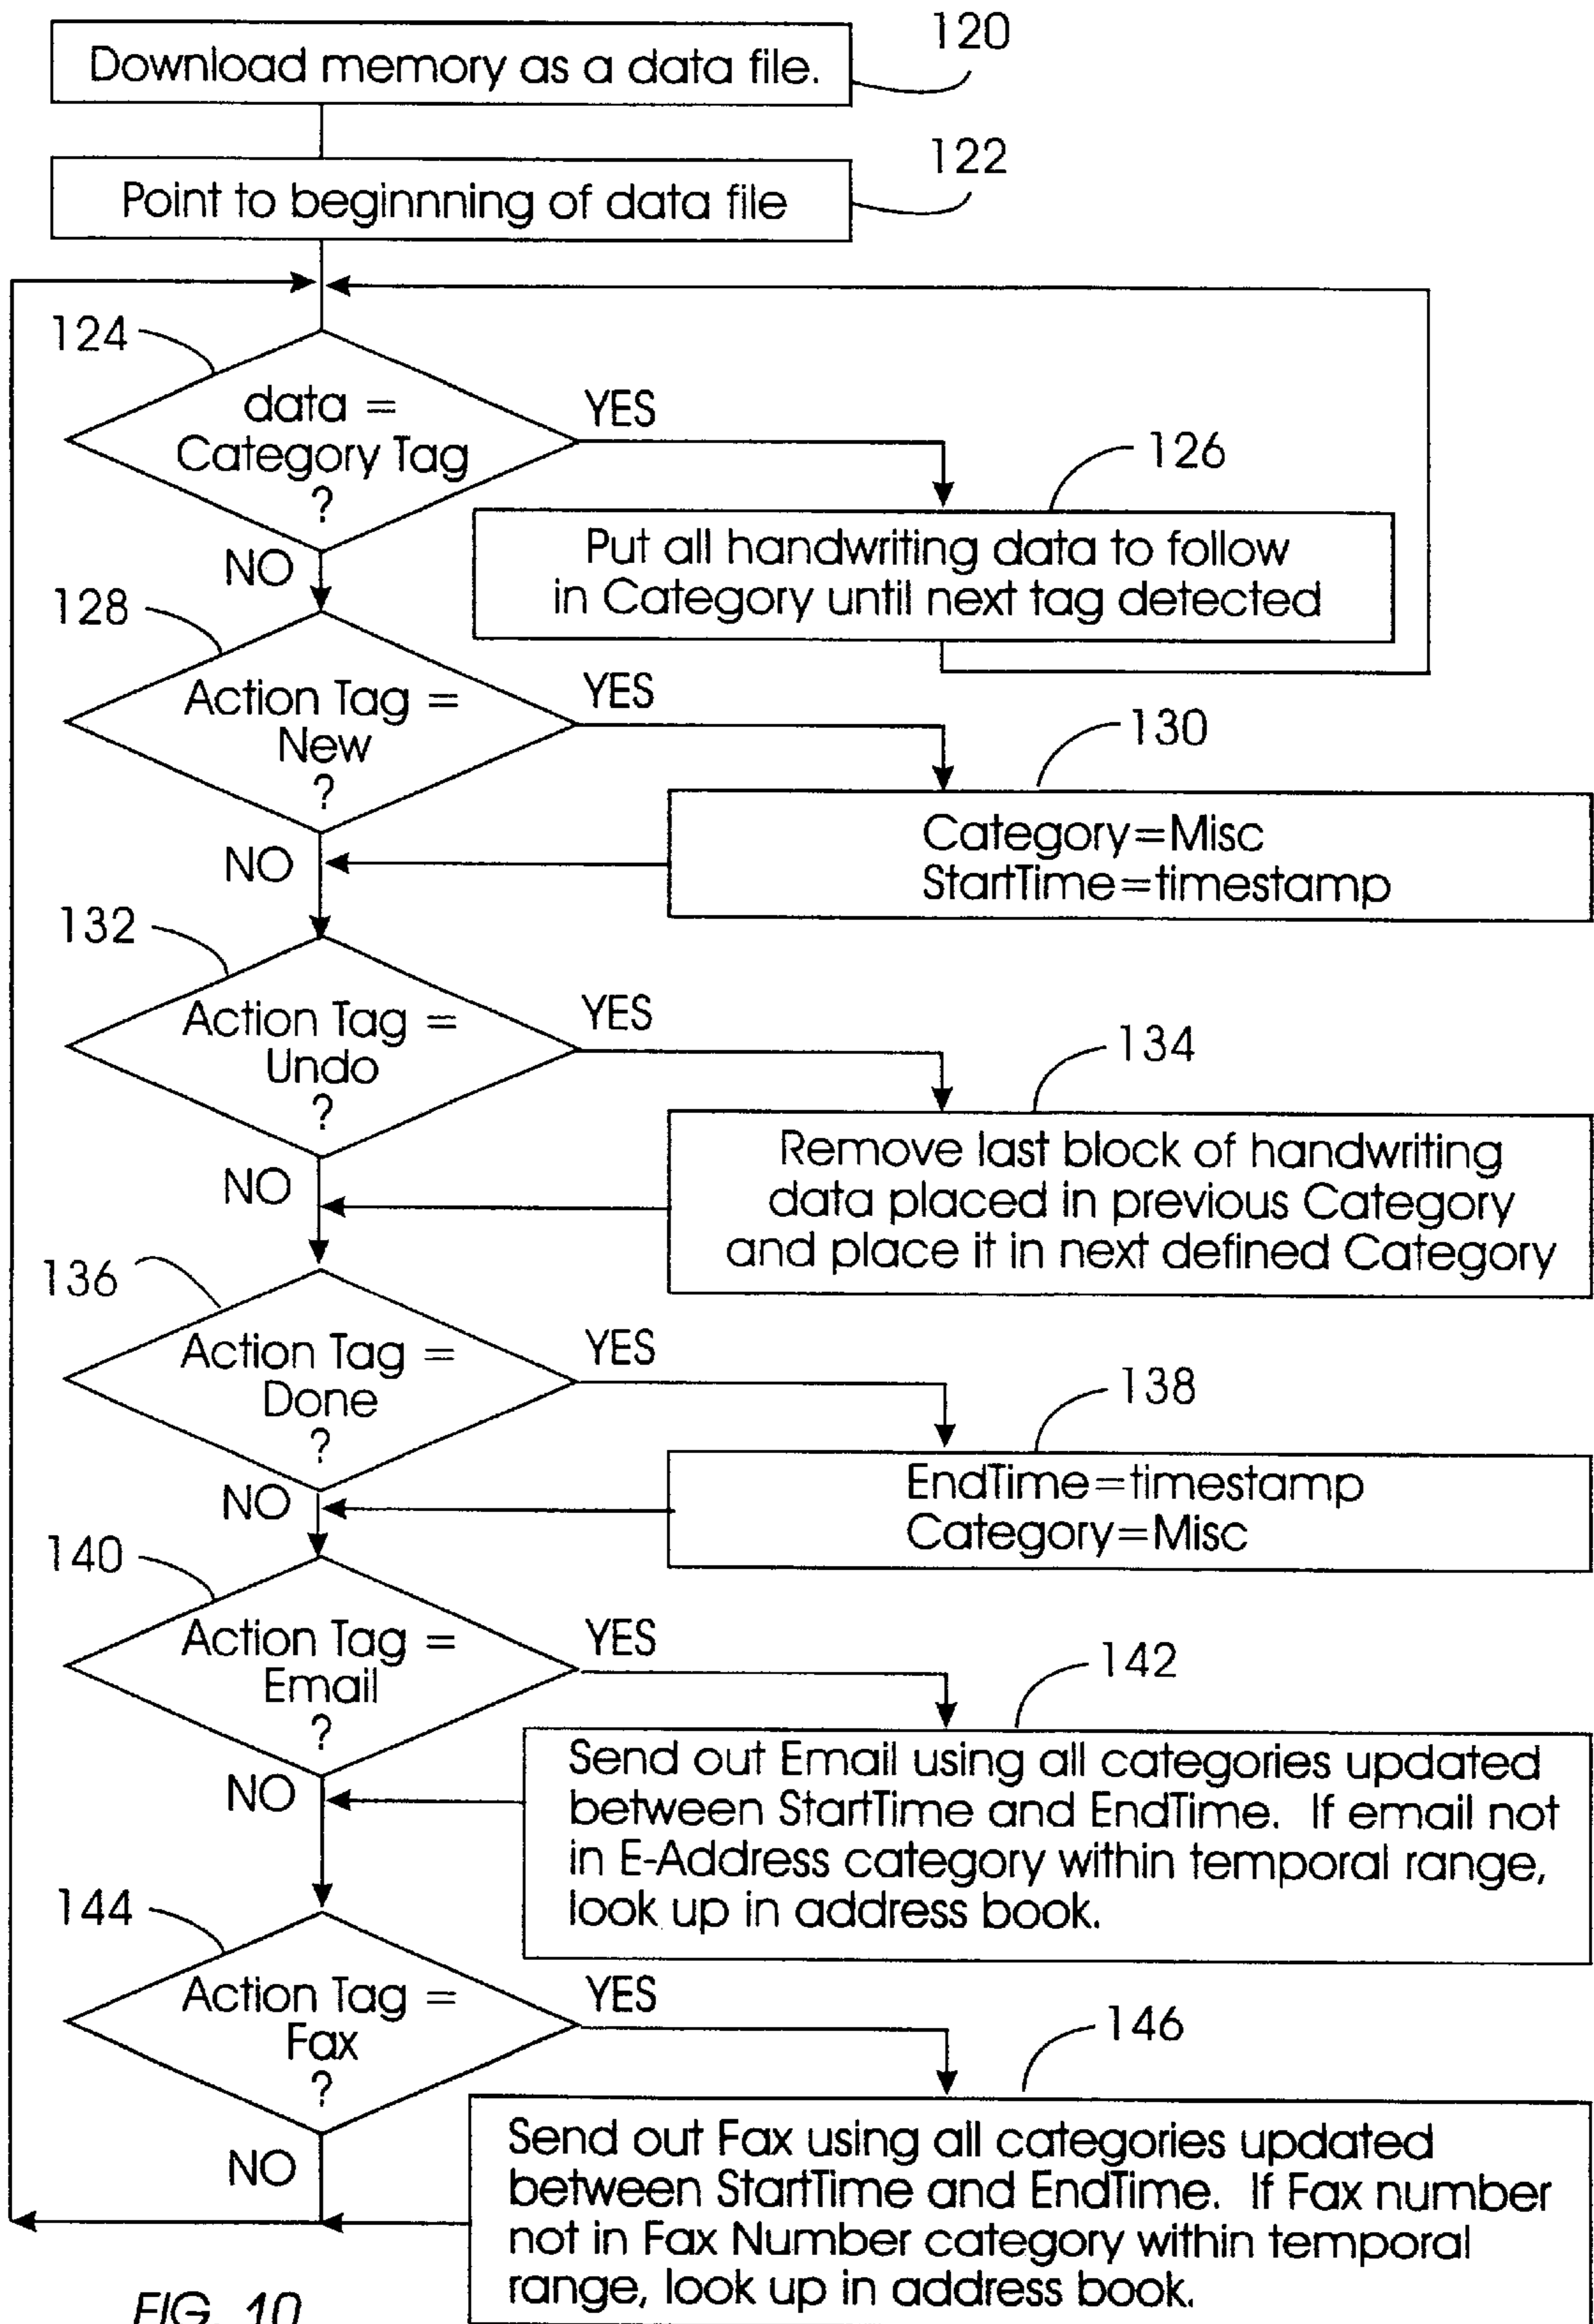 120
Download memory as a data file.
122
Point to beginnning of data file
124
data =
Category Tag
?
YES
NO
126
Put all handwriting data to follow
in Category until next tag detected
128
Action Tag =
New
?
YES
NO
130
Category=Misc
StartTime=timestamp
132
Action Tag =
Undo
?
YES
NO
134
Remove last block of handwriting
data placed in previous Category
and place it in next defined Category
136
Action Tag =
Done
?
YES
NO
138
EndTime=timestamp
Category=Misc
140
Action Tag =
Email
?
YES
NO
142
Send out Email using all categories updated
between StartTime and EndTime. If email not
in E-Address category within temporal range,
look up in address book.
144
Action Tag =
Fax
?
YES
NO
146
Send out Fax using all categories updated
between StartTime and EndTime. If Fax number
not in Fax Number category within temporal
range, look up in address book.
FIG. 10